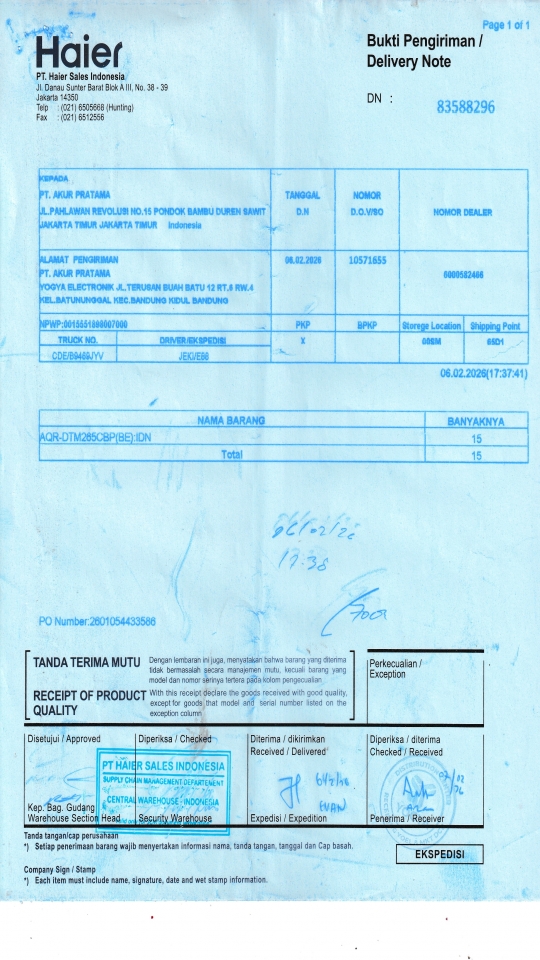 Page 1 of 1
Haier
Bukti Pengiriman /
Delivery Note
PT. Haier Sales Indonesia
Jl. Danau Sunter Barat Blok A III, No. 38 - 39
Jakarta 14350
Telp : (021) 6505668 (Hunting)
Fax : (021) 6512556
DN : 83588296
KEPADA
PT. AKUR PRATAMA
JL.PAHLAWAN REVOLUSI NO.15 PONDOK BAMBU DUREN SAWIT
JAKARTA TIMUR JAKARTA TIMUR Indonesia
TANGGAL
D.N
NOMOR
D.O.V/SO
NOMOR DEALER
ALAMAT PENGIRIMAN
PT. AKUR PRATAMA
YOGYA ELECTRONIK JL.TERUSAN BUAH BATU 12 RT.6 RW.4
KEL.BATUNUNGGAL KEC.BANDUNG KIDUL BANDUNG
06.02.2026
10571655
PKP BPKP Storege Location Shipping Point
TRUCK NO. DRIVER/EKSPEDISI X
JEKI/E66
06.02.2026(17:37:41)
NAMA BARANG BANYAKNYA
AQR-DTM265CBP(BE):IDN 15
Total 15
06/02/26
17:38
PO Number:2601054433586
TANDA TERIMA MUTU
Dengan lembaran ini juga, menyatakan bahwa barang yang diterima
tidak bermasalah secara manajemen mutu, kecuali barang yang
model dan nomor serinya tertera pada kolom pengecualian
RECEIPT OF PRODUCT
QUALITY
With this receipt declare the goods received with good quality,
except for goods that model and serial number listed on the
exception column
Perkecualian /
Exception
Disetujui / Approved
Diperiksa / Checked
Diterima / dikirimkan
Received / Delivered
Diperiksa / diterima
Checked / Received
PT HAIER SALES INDONESIA
SUPPLY CHAIN MANAGEMENT DEPARTEMENT
CENTRAL WAREHOUSE - INDONESIA
EVAN
Kep. Bag. Gudang
Warehouse Section Head
Security Warehouse
Expedisi / Expedition
Penerima / Receiver
Tanda tangan/cap perusahaan
*) Setiap penerimaan barang wajib menyertakan informasi nama, tanda tangan, tanggal dan Cap basah.
EKSPEDISI
Company Sign / Stamp
*) Each item must include name, signature, date and wet stamp information.